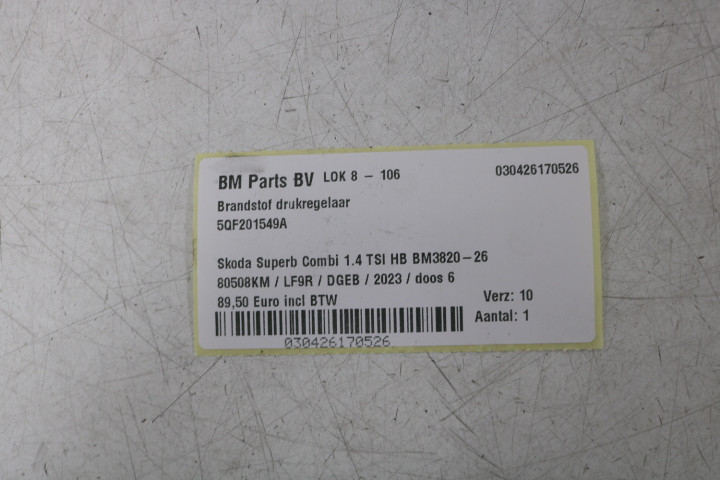 BM Parts BV LOK 8 - 106 030426170526
Brandstof drukregelaar
5QF201549A
Skoda Superb Combi 1.4 TSI HB BM3820-26
80508KM / LF9R / DGEB / 2023 / doos 6
89,50 Euro incl BTW Verz: 10
Aantal: 1
030426170526